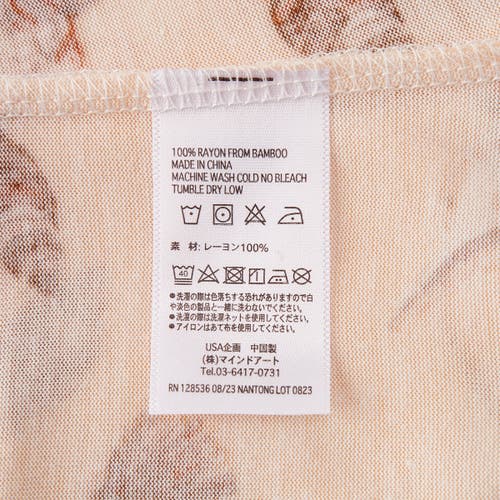 100% RAYON FROM BAMBOO
MADE IN CHINA
MACHINE WASH COLD NO BLEACH
TUMBLE DRY LOW
素 材: レーヨン100%
40
●洗濯の際は色落ちする恐れがありますので白
や淡色の製品と一緒に洗わないでください。
●洗濯の際は洗濯ネットを使用してください。
●アイロンはあて布を使用してください。
USA企画 中国製
(株)マインドアート
Tel.03-6417-0731
RN 128536 08/23 NANTONG LOT 0823